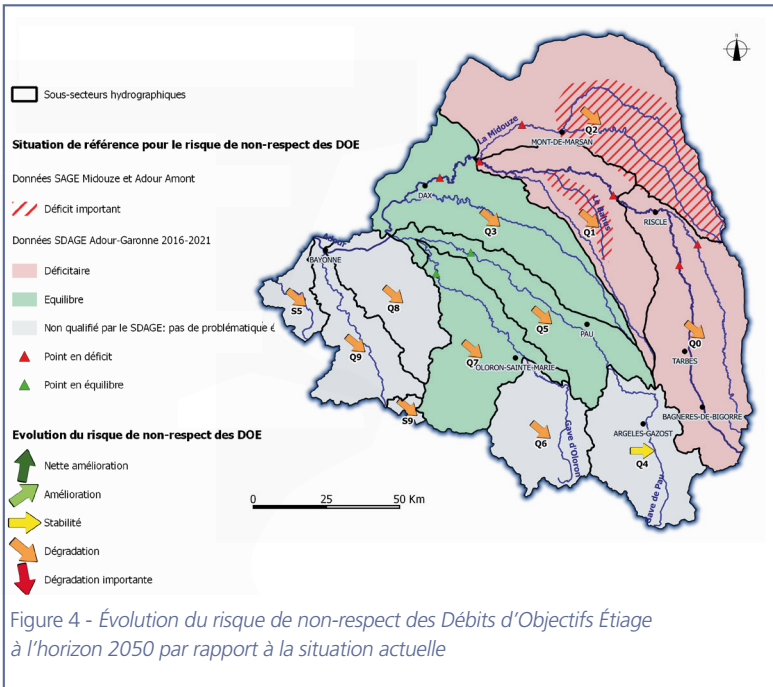 N
Sous-secteurs hydrographiques
Situation de référence pour le risque de non-respect des DOE
Données SAGE Midouze et Adour Amont
Déficit important
Données SDAGE Adour-Garonne 2016-2021
Déficitaire
Equilibre
Non qualifié par le SDAGE: pas de problématique é
Point en déficit
Point en équilibre
Evolution du risque de non-respect des DOE
Nette amélioration
Amélioration
Stabilité
Dégradation
Dégradation importante
La Midouze
Q2
MONT-DE-MARSAN
DAX
Q3
Q1
RISCLE
Adour
BAYONNE
S5
Q8
Q9
Q5
PAU
Q7
OLORON-SAINTE-MARIE
Q0
TARBES
S9
Q6
Gave d'Oloron
ARGELES-GAZOST
Q4
Gave de Pau
BAGNERES-DE-BIGORRE
0 25 50 Km
Figure 4 - Évolution du risque de non-respect des Débits d’Objectifs Étiage
à l’horizon 2050 par rapport à la situation actuelle